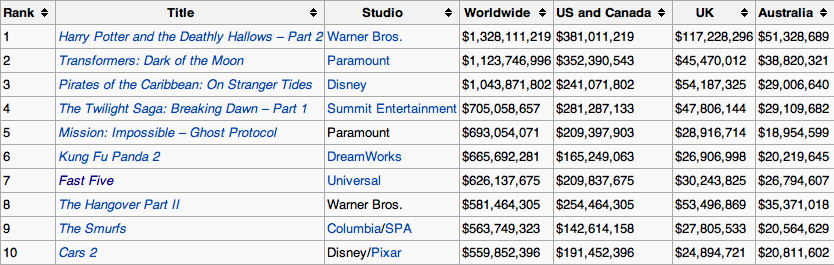 Rank Title Studio Worldwide US and Canada UK Australia
1 Harry Potter and the Deathly Hallows – Part 2 Warner Bros. $1,328,111,219 $381,011,219 $117,228,296 $51,328,689
2 Transformers: Dark of the Moon Paramount $1,123,746,996 $352,390,543 $45,470,012 $38,820,321
3 Pirates of the Caribbean: On Stranger Tides Disney $1,043,871,802 $241,071,802 $54,187,325 $29,006,640
4 The Twilight Saga: Breaking Dawn – Part 1 Summit Entertainment $705,058,657 $281,287,133 $47,806,144 $29,109,682
5 Mission: Impossible – Ghost Protocol Paramount $693,054,071 $209,397,903 $28,916,714 $18,954,599
6 Kung Fu Panda 2 DreamWorks $665,692,281 $165,249,063 $26,906,998 $20,219,645
7 Fast Five Universal $626,137,675 $209,837,675 $30,243,825 $26,794,607
8 The Hangover Part II Warner Bros. $581,464,305 $254,464,305 $53,496,869 $35,371,018
9 The Smurfs Columbia/SPA $563,749,323 $142,614,158 $27,805,533 $20,564,629
10 Cars 2 Disney/Pixar $559,852,396 $191,452,396 $24,894,721 $20,811,602